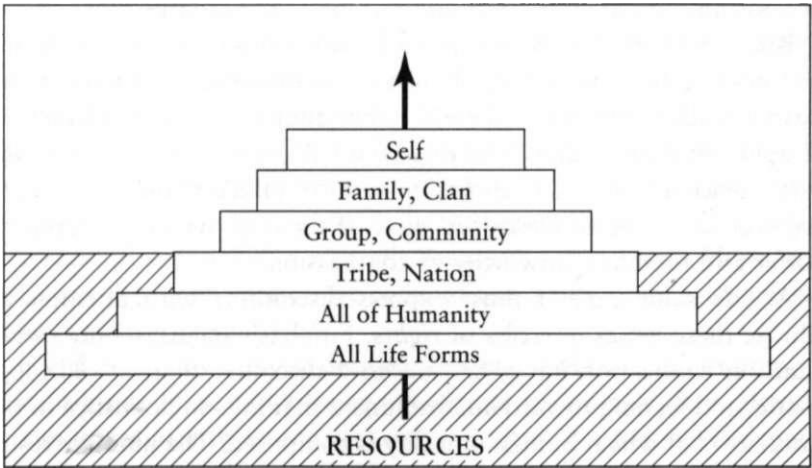 Self
Family, Clan
Group, Community
Tribe, Nation
All of Humanity
All Life Forms
RESOURCES